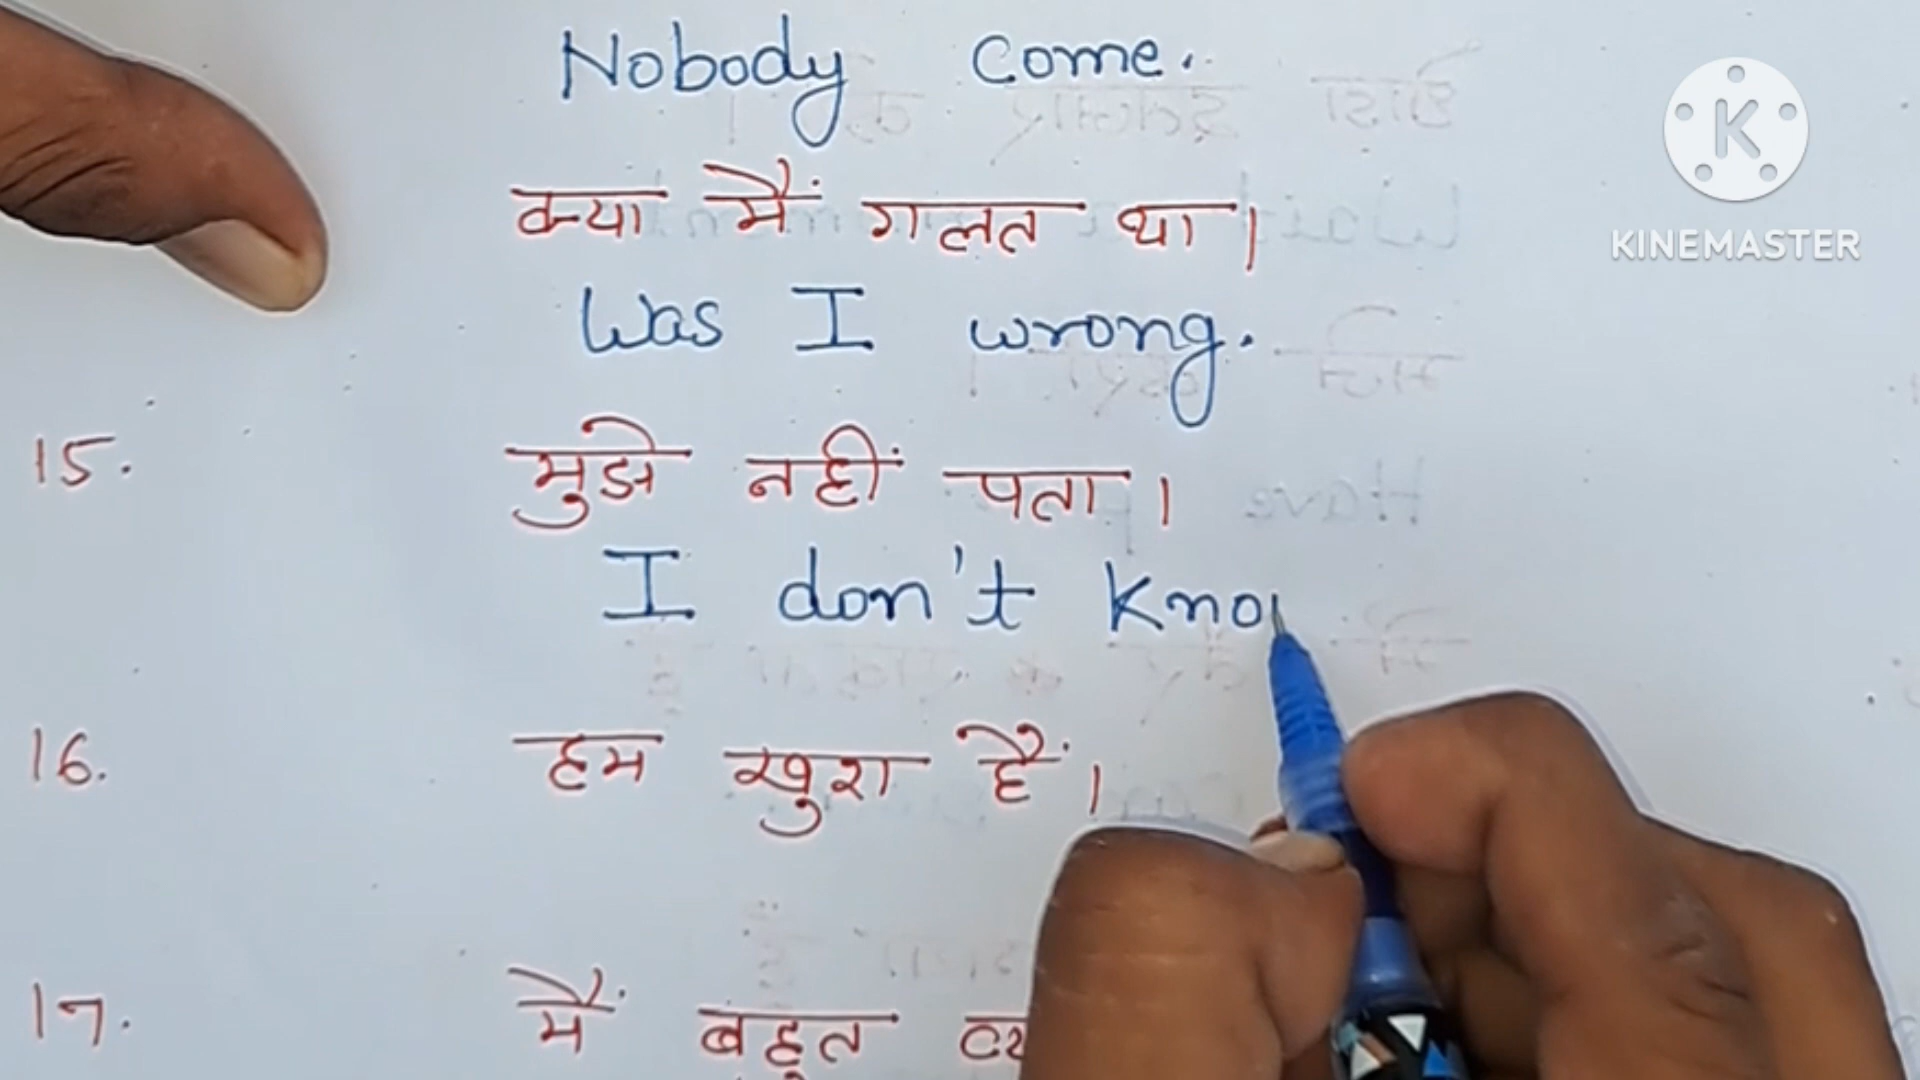 Nobody come.
क्या मैं गलत था।
Was I wrong.
15. मुझे नहीं पता।
I don't kno
16. हम खुश हैं।
17. मैं बहुत
K
KINEMASTER